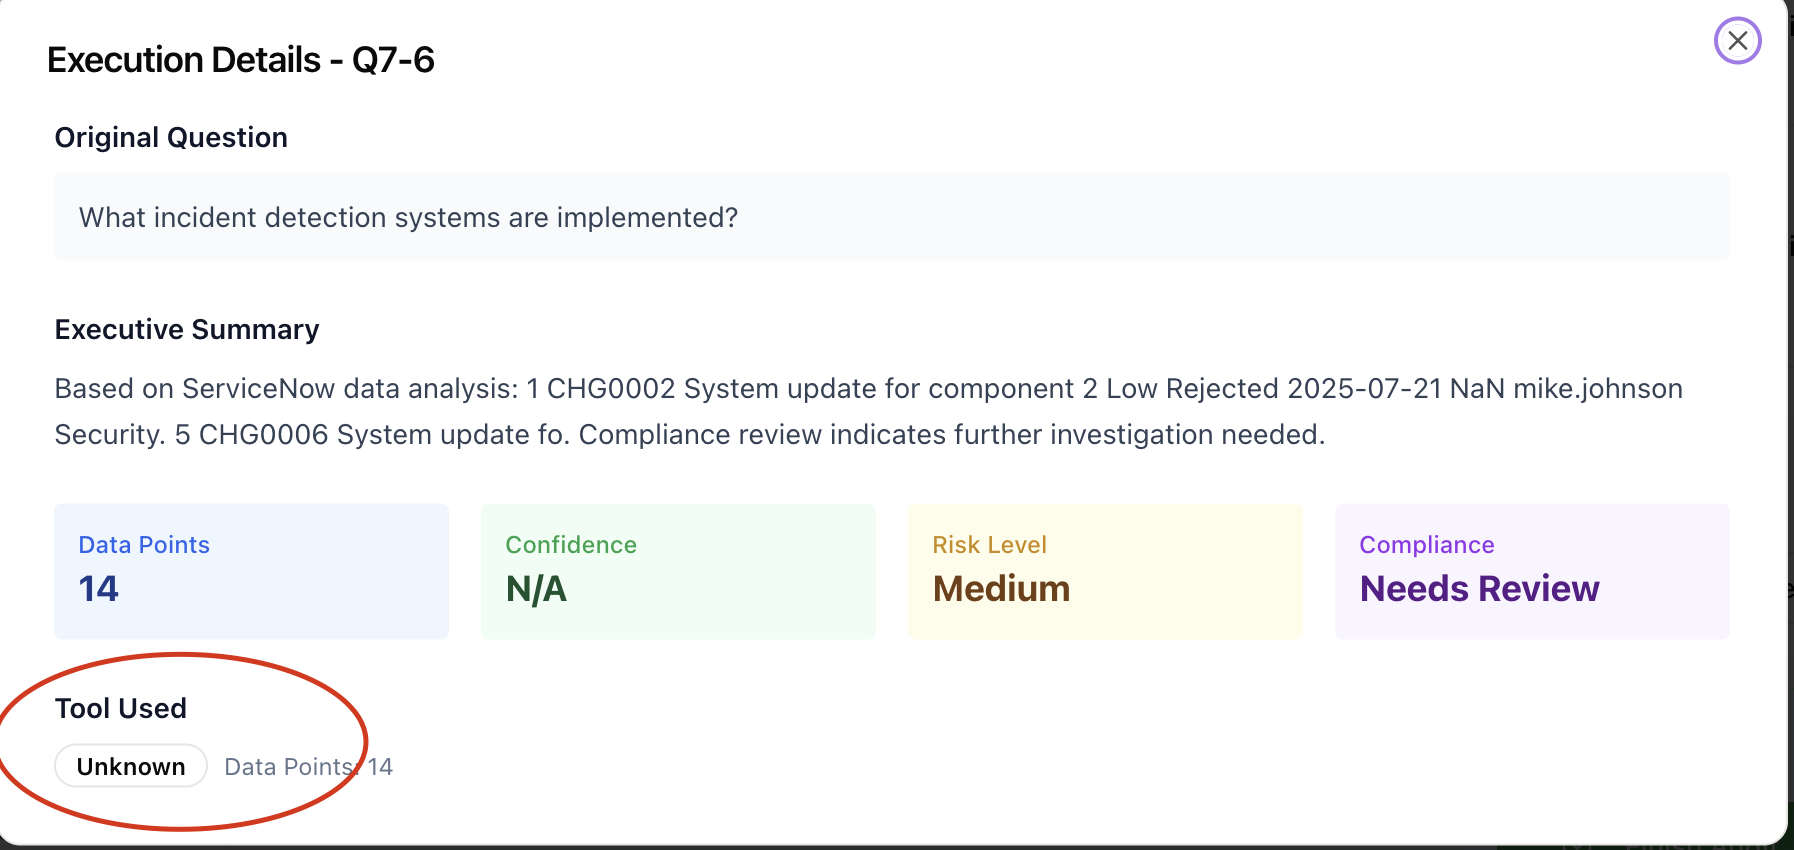 Execution Details - Q7-6
Original Question
What incident detection systems are implemented?
Executive Summary
Based on ServiceNow data analysis: 1 CHG0002 System update for component 2 Low Rejected 2025-07-21 NaN mike.johnson
Security. 5 CHG0006 System update fo. Compliance review indicates further investigation needed.
Data Points
14
Confidence
N/A
Risk Level
Medium
Compliance
Needs Review
Tool Used
Unknown Data Points: 14